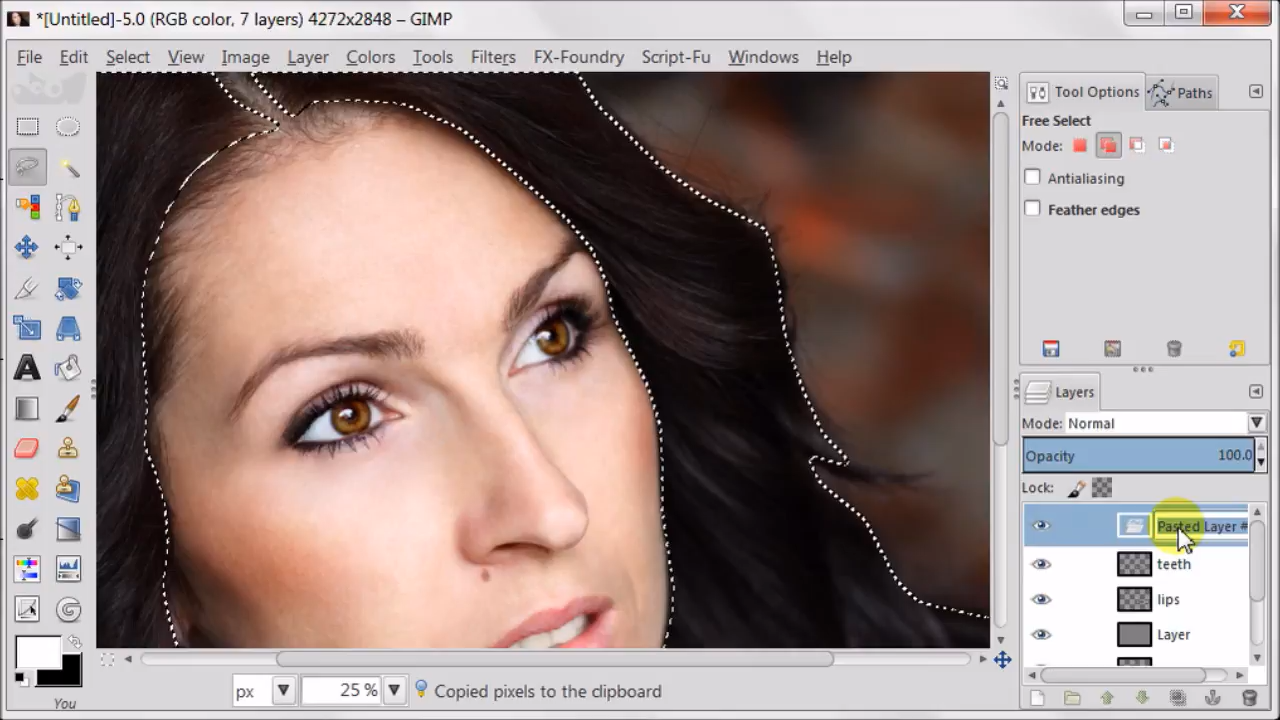 *[Untitled]-5.0 (RGB color, 7 layers) 4272x2848 – GIMP
File Edit Select View Image Layer Colors Tools Filters FX-Foundry Script-Fu Windows Help
Tool Options Paths
Free Select
Mode:
Antialiasing
Feather edges
Layers
Mode: Normal
Opacity 100.0
Lock:
Pasted Layer #
teeth
lips
Layer
px 25 % Copied pixels to the clipboard
You